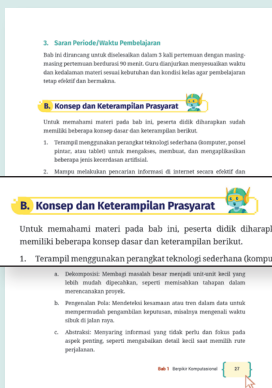 3. Saran Periode/Waktu Pembelajaran
Bab ini dirancang untuk diselesaikan dalam 3 kali pertemuan dengan masing-
masing pertemuan berdurasi 90 menit. Guru dianjurkan menyesuaikan waktu
dan kedalaman materi sesuai kebutuhan dan kondisi kelas agar pembelajaran
tetap efektif dan bermakna.
B. Konsep dan Keterampilan Prasyarat
Untuk memahami materi pada bab ini, peserta didik diharapkan sudah
memiliki beberapa konsep dasar dan keterampilan berikut.
1. Terampil menggunakan perangkat teknologi sederhana (komputer, ponsel
pintar, atau tablet) untuk mengakses, membuat, dan mengaplikasikan
beberapa jenis kecerdasan artifisial.
2. Mampu melakukan pencarian informasi di internet secara efektif dan
B. Konsep dan Keterampilan Prasyarat
Untuk memahami materi pada bab ini, peserta didik diharapl
memiliki beberapa konsep dasar dan keterampilan berikut.
1. Terampil menggunakan perangkat teknologi sederhana (kompu
a. Dekomposisi: Membagi masalah besar menjadi unit-unit kecil yang
lebih mudah dipecahkan, seperti memisahkan tahapan dalam
merencanakan proyek.
b. Pengenalan Pola: Mendeteksi kesamaan atau tren dalam data untuk
mempermudah pengambilan keputusan, misalnya mengenali waktu
sibuk di jalan raya.
c. Abstraksi: Menyaring informasi yang tidak perlu dan fokus pada
aspek penting, seperti mengabaikan detail kecil saat memilih rute
perjalanan.
Bab 1 Berpikir Komputasional
27